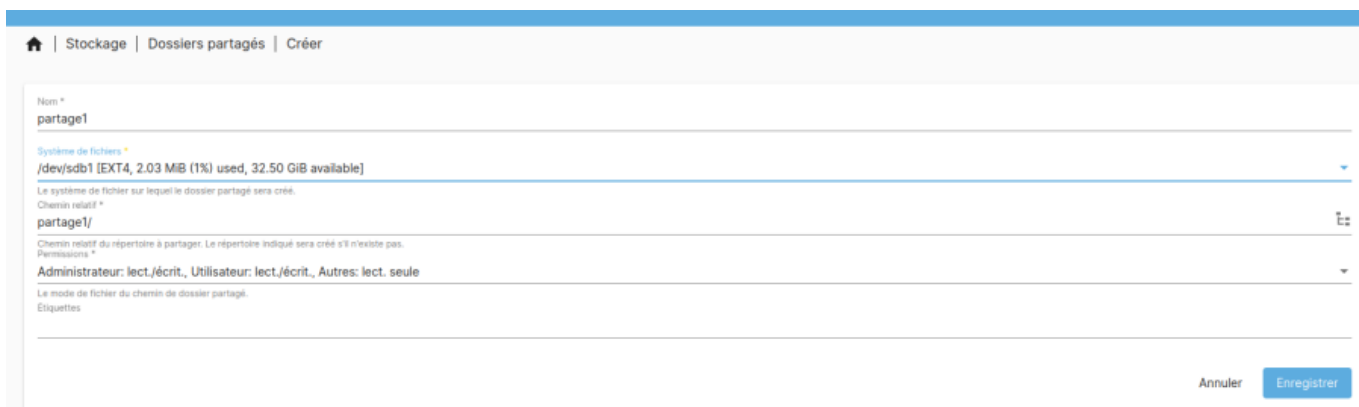 | Stockage | Dossiers partagés | Créer
Nom *
partage1
Système de fichiers *
/dev/sdb1 [EXT4, 2.03 MiB (1%) used, 32.50 GiB available]
Le système de fichier sur lequel le dossier partagé sera créé.
Chemin relatif *
partage1/
Chemin relatif du répertoire à partager. Le répertoire indiqué sera créé s'il n'existe pas.
Permissions *
Administrateur: lect./écrit., Utilisateur: lect./écrit., Autres: lect. seule
Le mode de fichier du chemin de dossier partagé.
Étiquettes
Annuler Enregistrer